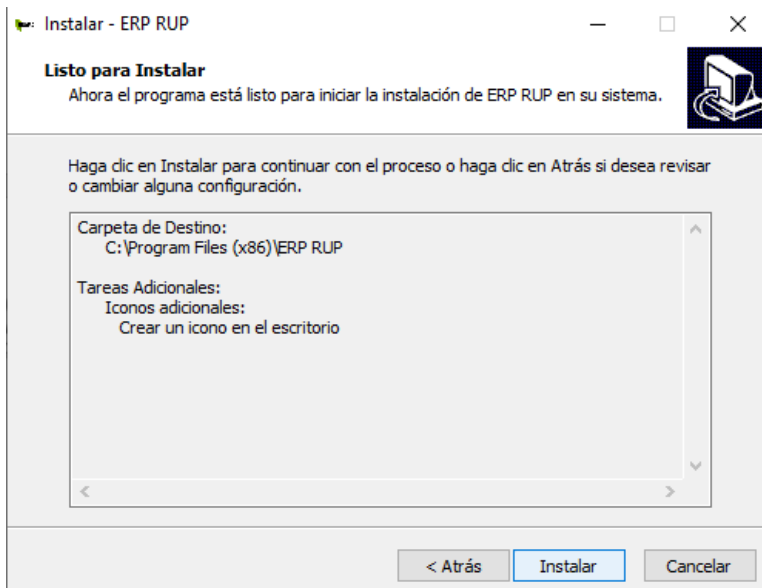 Instalar - ERP RUP
Listo para Instalar
Ahora el programa está listo para iniciar la instalación de ERP RUP en su sistema.
Haga clic en Instalar para continuar con el proceso o haga clic en Atrás si desea revisar
o cambiar alguna configuración.
Carpeta de Destino:
C:\Program Files (x86)\ERP RUP
Tareas Adicionales:
Iconos adicionales:
Crear un icono en el escritorio
< Atrás
Instalar
Cancelar